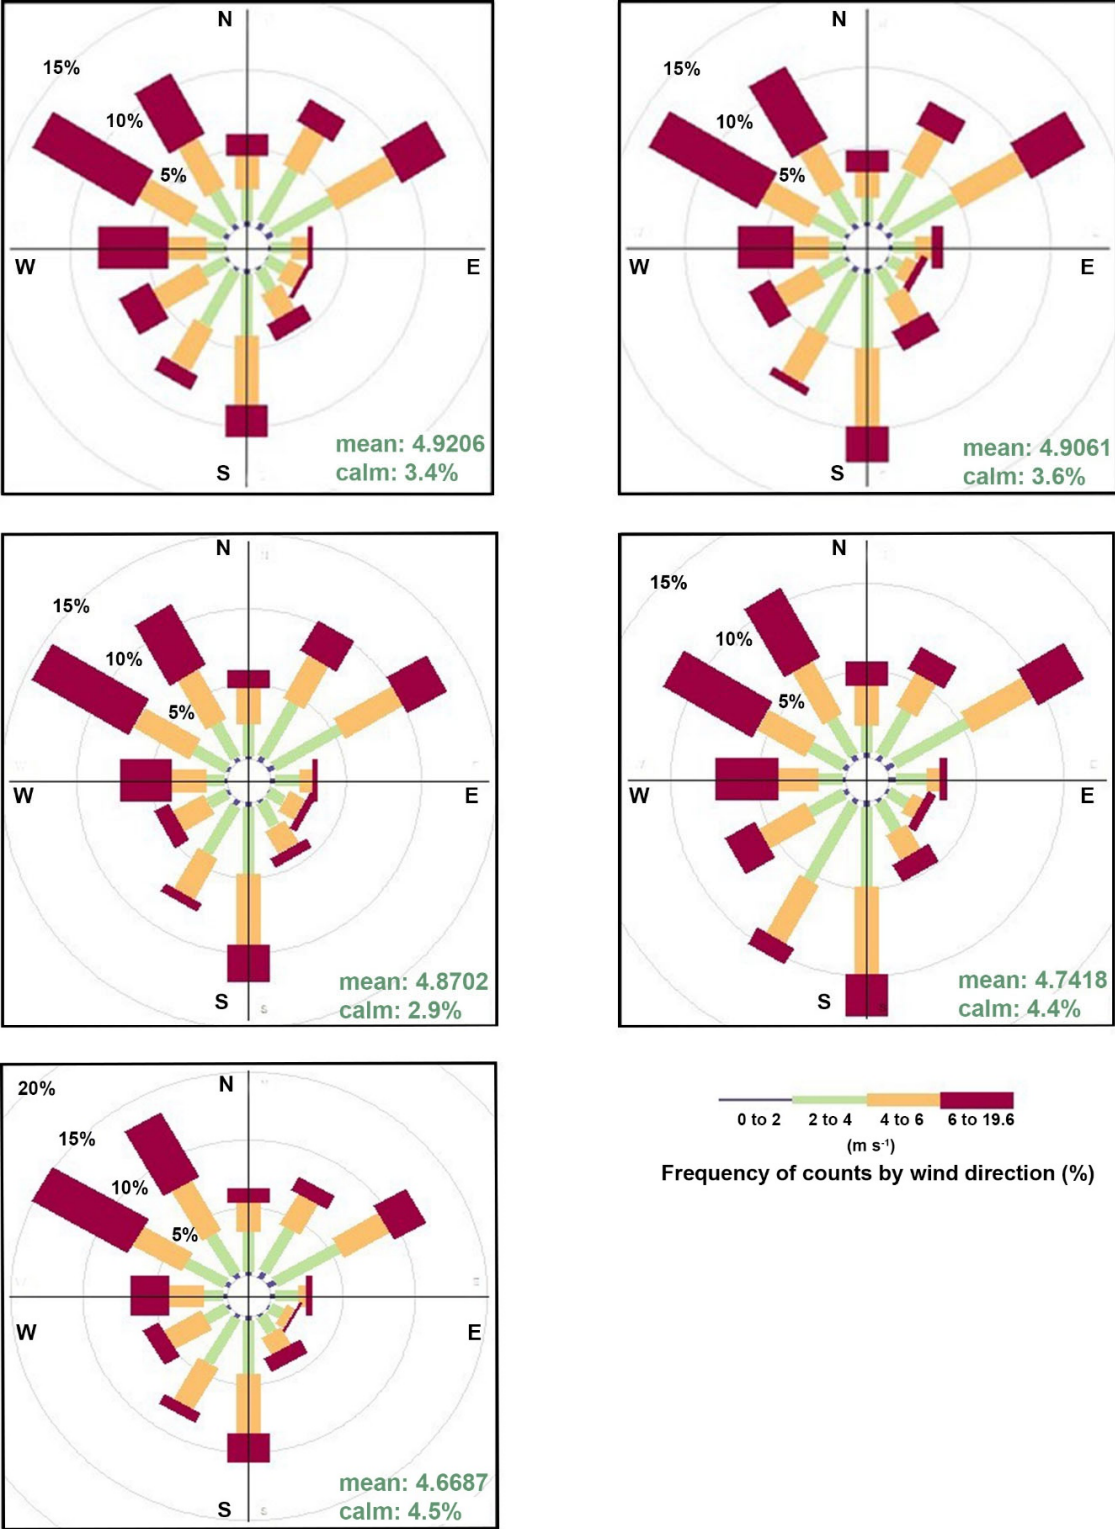 N
15%
10%
5%
W
E
S
mean: 4.9206
calm: 3.4%
N
15%
10%
5%
W
E
S
mean: 4.9061
calm: 3.6%
N
15%
10%
5%
W
E
S
mean: 4.8702
calm: 2.9%
N
15%
10%
5%
W
E
S
mean: 4.7418
calm: 4.4%
N
20%
15%
10%
5%
W
E
S
mean: 4.6687
calm: 4.5%
0 to 2 2 to 4 4 to 6 6 to 19.6
(m s⁻¹)
Frequency of counts by wind direction (%)